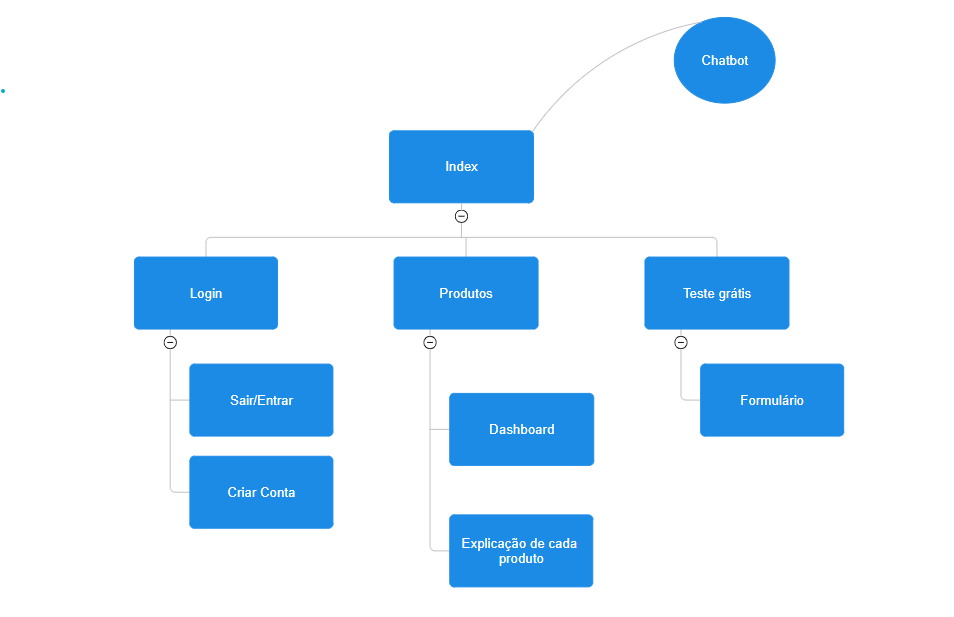 Chatbot
Index
Login
Produtos
Teste grátis
Sair/Entrar
Dashboard
Formulário
Criar Conta
Explicação de cada
produto